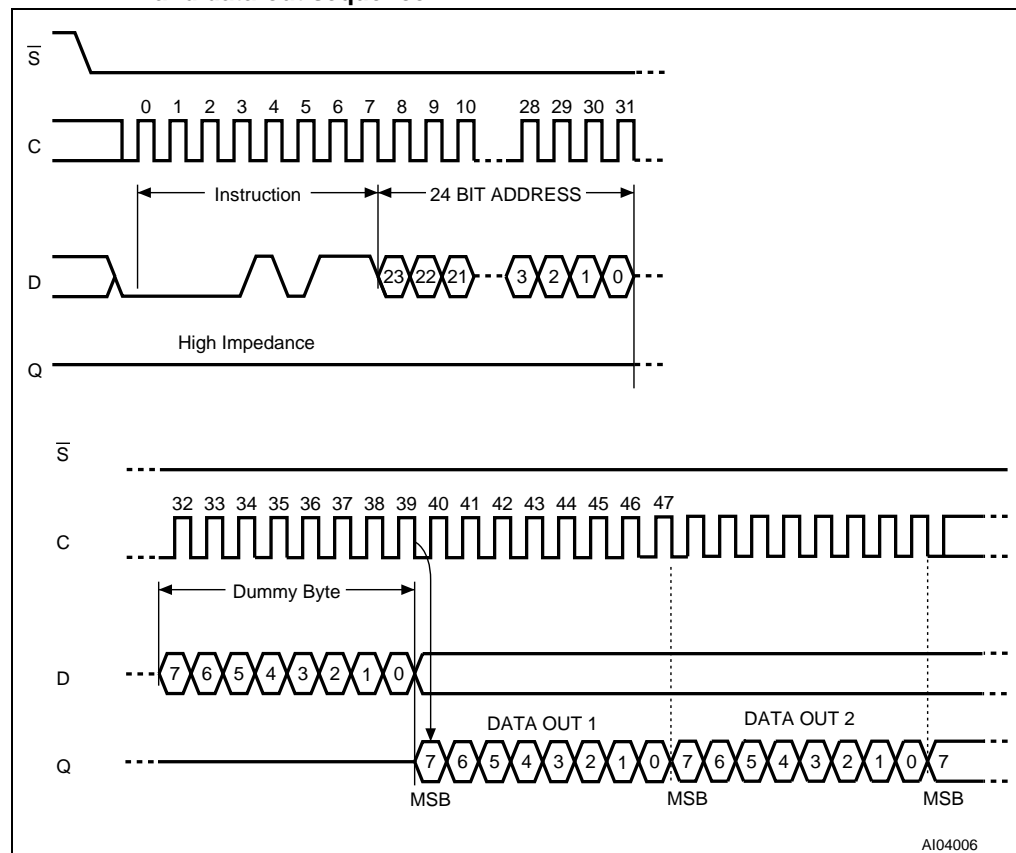 S
0 1 2 3 4 5 6 7 8 9 10 28 29 30 31
C
Instruction 24 BIT ADDRESS
D 23 22 21 3 2 1 0
High Impedance
Q
S
32 33 34 35 36 37 38 39 40 41 42 43 44 45 46 47
C
Dummy Byte
D 7 6 5 4 3 2 1 0
DATA OUT 1 DATA OUT 2
Q 7 6 5 4 3 2 1 0 7 6 5 4 3 2 1 0 7
MSB MSB MSB
AI04006